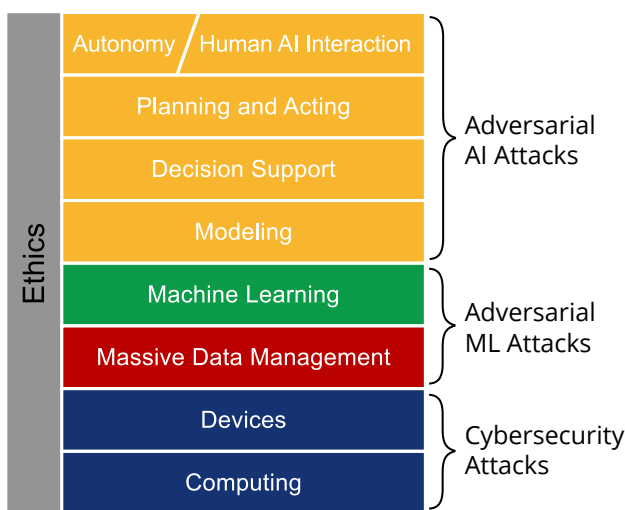 Autonomy / Human AI Interaction
Planning and Acting
Decision Support
Modeling
Machine Learning
Massive Data Management
Devices
Computing
Ethics
Adversarial
AI Attacks
Adversarial
ML Attacks
Cybersecurity
Attacks